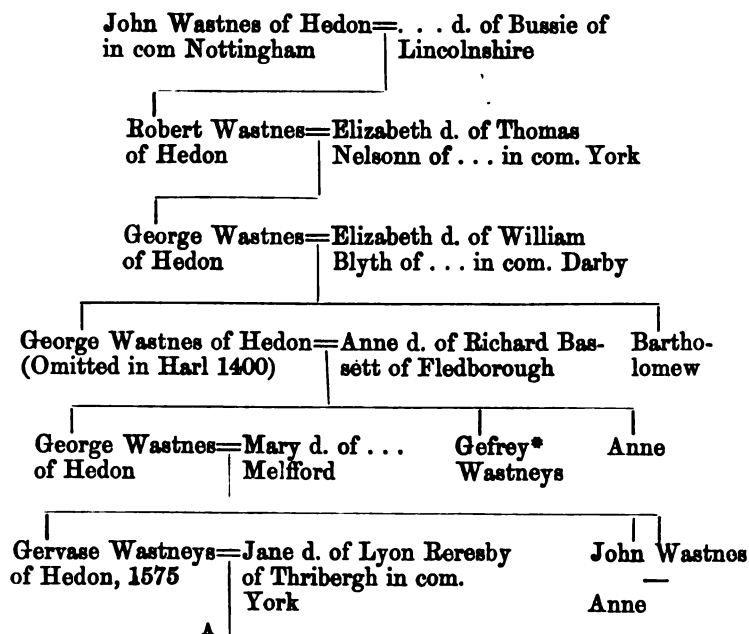 John Wastnes of Hedon=. . . d. of Bussie of
in com Nottingham Lincolnshire
Robert Wastnes=Elizabeth d. of Thomas
of Hedon Nelsonn of . . . in com. York
George Wastnes=Elizabeth d. of William
of Hedon Blyth of . . . in com. Darby
George Wastnes of Hedon=Anne d. of Richard Bas- Bartho-
(Omitted in Harl 1400) sett of Fledborough lomew
George Wastnes=Mary d. of . . . Gefrey* Anne
of Hedon Melfford Wastneys
Gervase Wastneys=Jane d. of Lyon Reresby John Wastnes
of Hedon, 1575 of Thribergh in com. —
York Anne
A